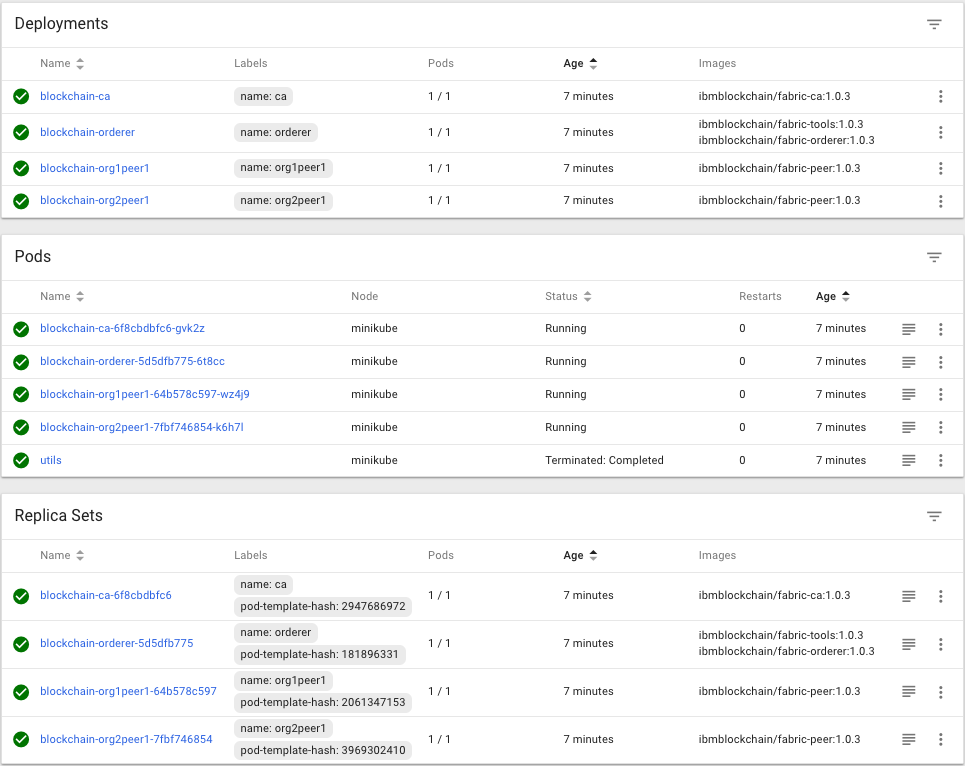 Deployments
Name Labels Pods Age Images
blockchain-ca name: ca 1 / 1 7 minutes ibmblockchain/fabric-ca:1.0.3
blockchain-orderer name: orderer 1 / 1 7 minutes ibmblockchain/fabric-tools:1.0.3
ibmblockchain/fabric-orderer:1.0.3
blockchain-org1peer1 name: org1peer1 1 / 1 7 minutes ibmblockchain/fabric-peer:1.0.3
blockchain-org2peer1 name: org2peer1 1 / 1 7 minutes ibmblockchain/fabric-peer:1.0.3
Pods
Name Node Status Restarts Age
blockchain-ca-6f8cbdbfc6-gvk2z minikube Running 0 7 minutes
blockchain-orderer-5d5dfb775-6t8cc minikube Running 0 7 minutes
blockchain-org1peer1-64b578c597-wz4j9 minikube Running 0 7 minutes
blockchain-org2peer1-7fbf746854-k6h7l minikube Running 0 7 minutes
utils minikube Terminated: Completed 0 7 minutes
Replica Sets
Name Labels Pods Age Images
blockchain-ca-6f8cbdbfc6 name: ca 1 / 1 7 minutes ibmblockchain/fabric-ca:1.0.3
pod-template-hash: 2947686972
blockchain-orderer-5d5dfb775 name: orderer 1 / 1 7 minutes ibmblockchain/fabric-tools:1.0.3
pod-template-hash: 181896331 ibmblockchain/fabric-orderer:1.0.3
blockchain-org1peer1-64b578c597 name: org1peer1 1 / 1 7 minutes ibmblockchain/fabric-peer:1.0.3
pod-template-hash: 2061347153
blockchain-org2peer1-7fbf746854 name: org2peer1 1 / 1 7 minutes ibmblockchain/fabric-peer:1.0.3
pod-template-hash: 3969302410